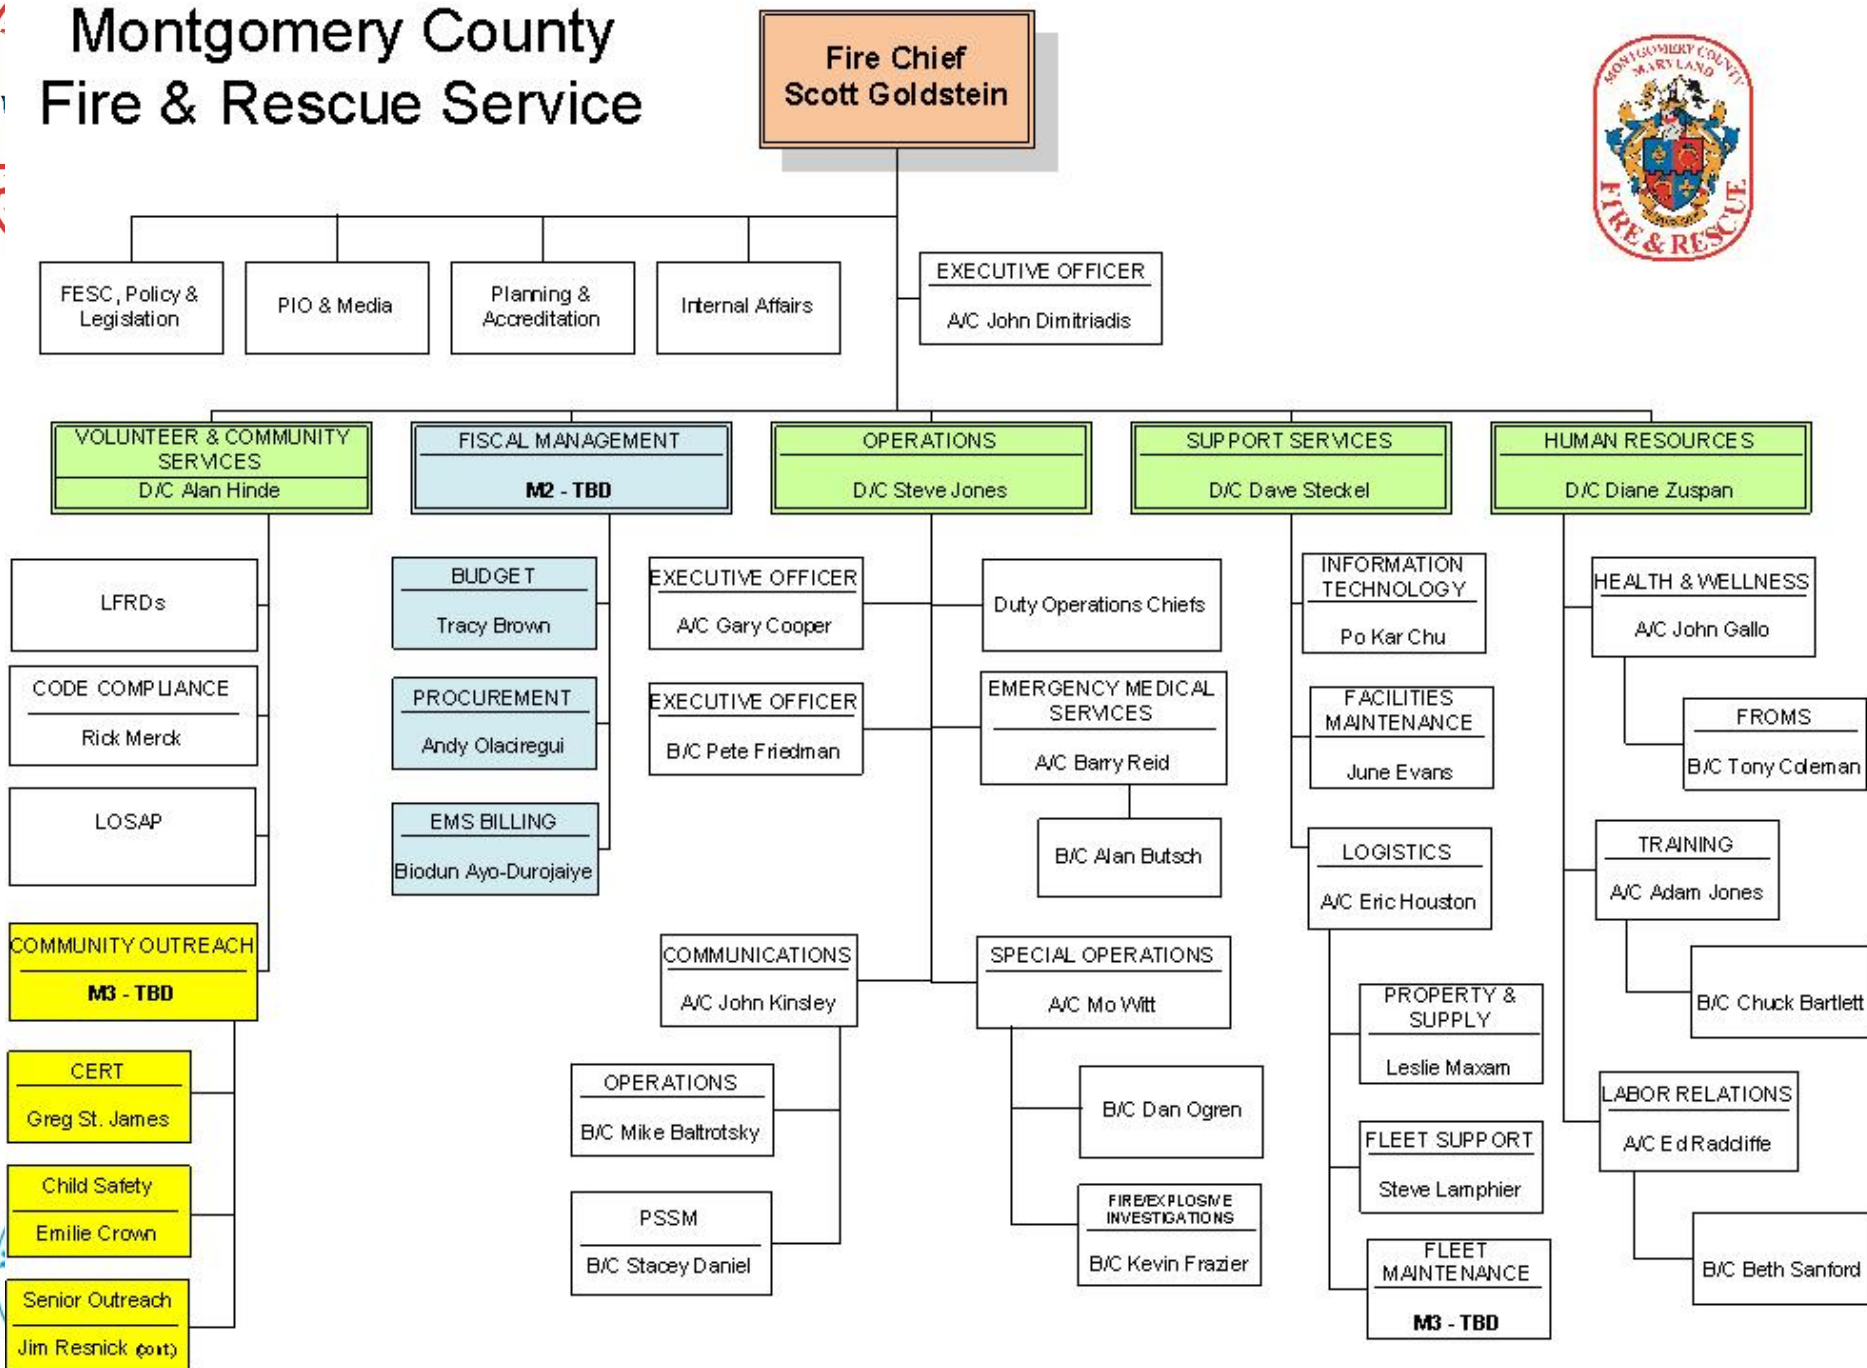 Montgomery County
Fire & Rescue Service
Fire Chief
Scott Goldstein
MONTGOMERY COUNTY
MARYLAND
FIRE & RESCUE
FESC, Policy &
Legislation
PIO & Media
Planning &
Accreditation
Internal Affairs
EXECUTIVE OFFICER
A/C John Dimitriadis
VOLUNTEER & COMMUNITY
SERVICES
D/C Alan Hinde
FISCAL MANAGEMENT
M2 - TBD
OPERATIONS
D/C Steve Jones
SUPPORT SERVICES
D/C Dave Steckel
HUMAN RESOURCES
D/C Diane Zuspan
LFRDs
CODE COMPLIANCE
Rick Merck
LOSAP
COMMUNITY OUTREACH
M3 - TBD
CERT
Greg St. James
Child Safety
Emilie Crown
Senior Outreach
Jim Resnick (cont)
BUDGET
Tracy Brown
PROCUREMENT
Andy Olaciregui
EMS BILLING
Biodun Ayo-Durojaiye
EXECUTIVE OFFICER
A/C Gary Cooper
EXECUTIVE OFFICER
B/C Pete Friedman
Duty Operations Chiefs
EMERGENCY MEDICAL
SERVICES
A/C Barry Reid
B/C Alan Butsch
COMMUNICATIONS
A/C John Kinsley
OPERATIONS
B/C Mike Baltrotsky
PSSM
B/C Stacey Daniel
SPECIAL OPERATIONS
A/C Mo Witt
B/C Dan Ogren
FIRE/EXPLOSIVE
INVESTIGATIONS
B/C Kevin Frazier
INFORMATION
TECHNOLOGY
Po Kar Chu
FACILITIES
MAINTENANCE
June Evans
LOGISTICS
A/C Eric Houston
PROPERTY &
SUPPLY
Leslie Maxam
FLEET SUPPORT
Steve Lamphier
FLEET
MAINTENANCE
M3 - TBD
HEALTH & WELLNESS
A/C John Gallo
FROMS
B/C Tony Coleman
TRAINING
A/C Adam Jones
B/C Chuck Bartlett
LABOR RELATIONS
A/C Ed Radcliffe
B/C Beth Sanford